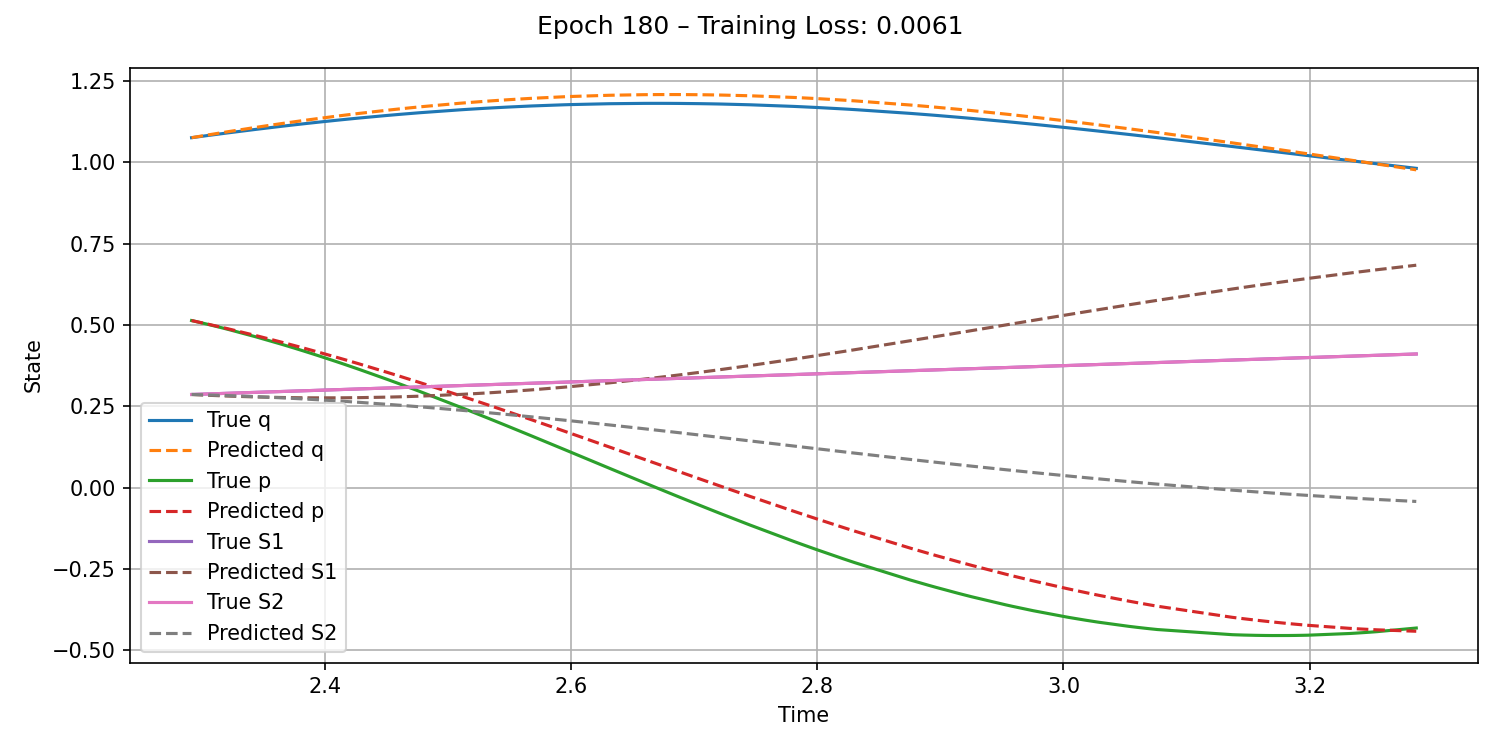 Epoch 180 – Training Loss: 0.0061
1.25
1.00
0.75
0.50
0.25
0.00
−0.25
−0.50
State
True q
Predicted q
True p
Predicted p
True S1
Predicted S1
True S2
Predicted S2
2.4
2.6
2.8
3.0
3.2
Time